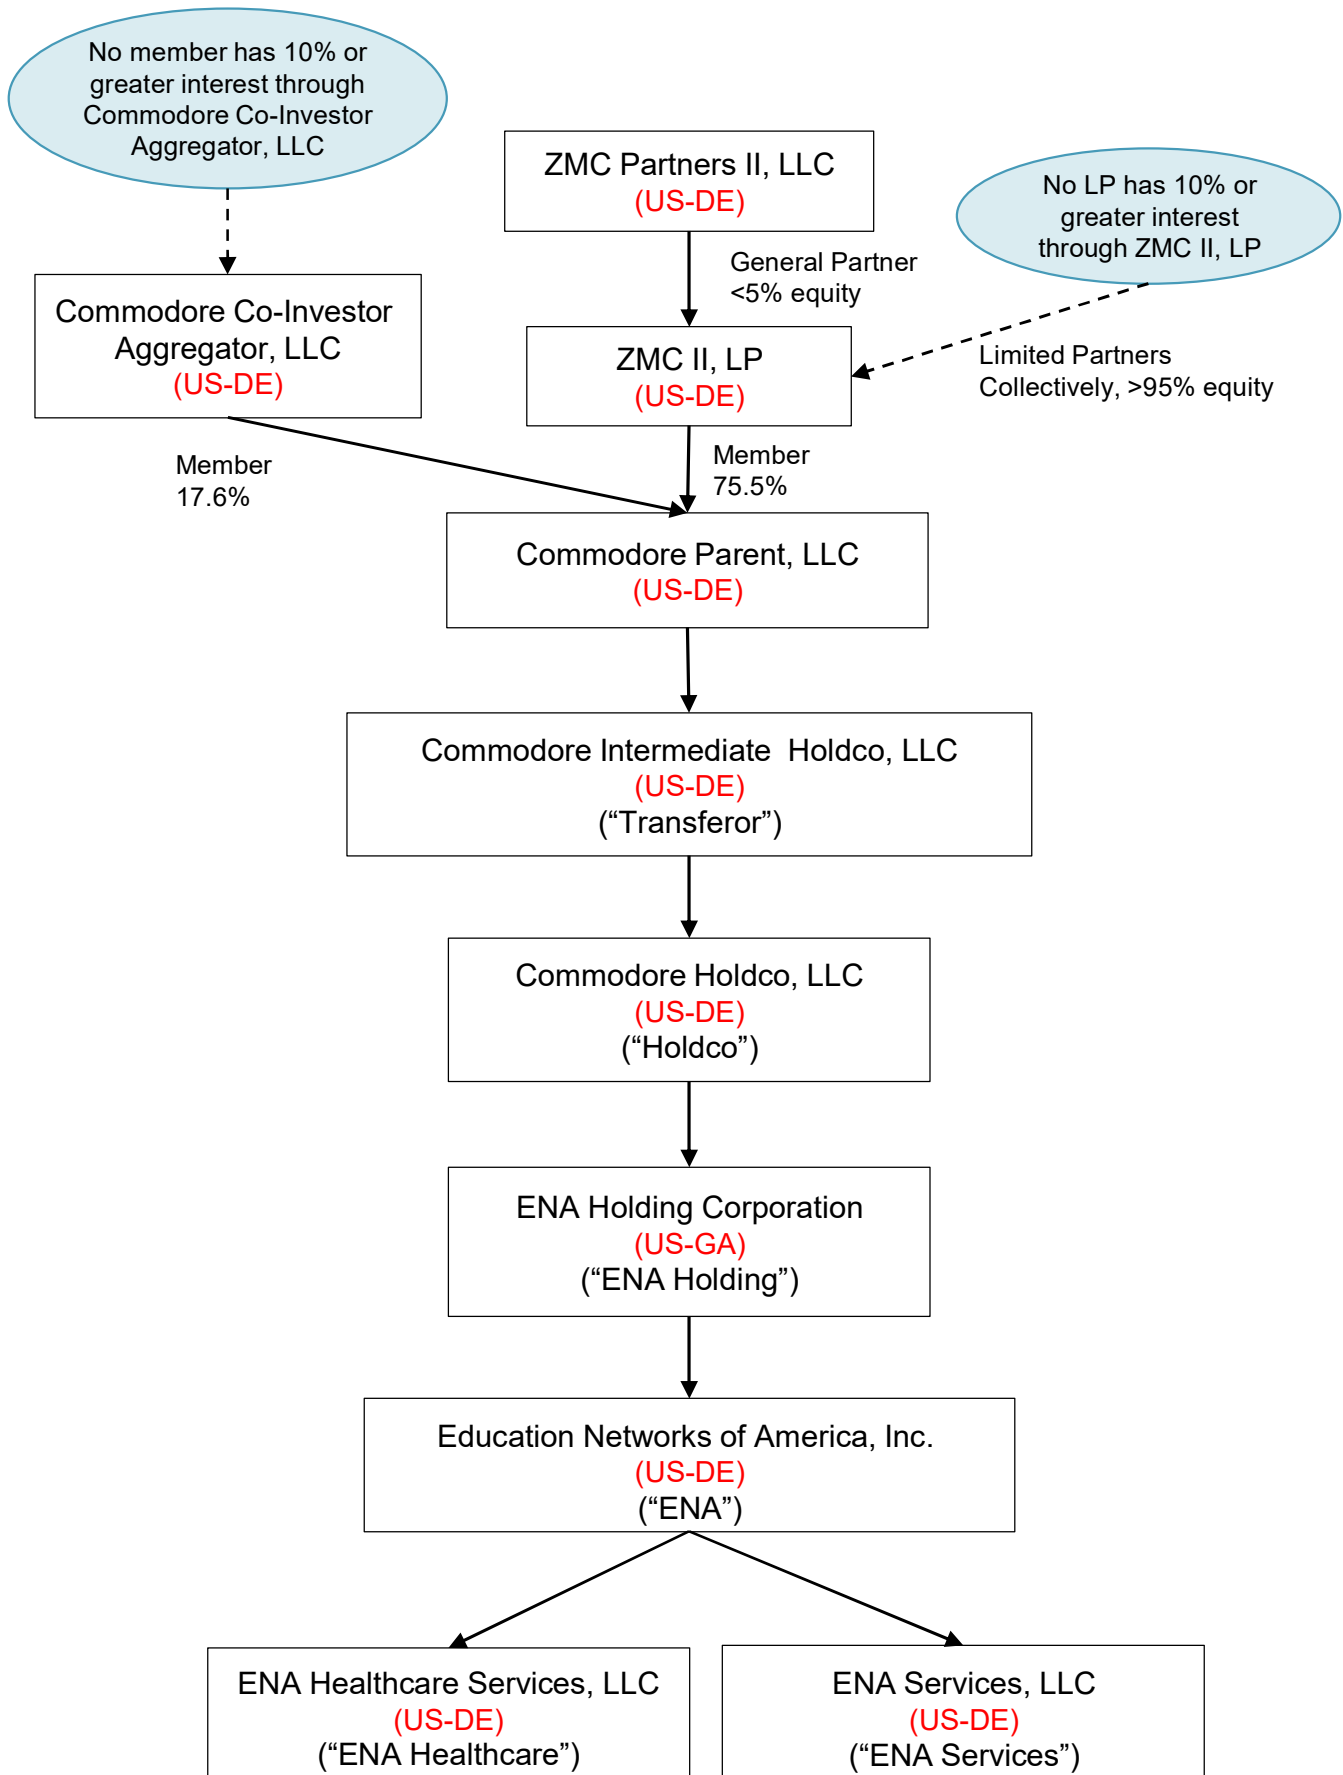 No member has 10% or
greater interest through
Commodore Co-Investor
Aggregator, LLC
ZMC Partners II, LLC
(US-DE)
No LP has 10% or
greater interest
through ZMC II, LP
General Partner
<5% equity
Commodore Co-Investor
Aggregator, LLC
(US-DE)
ZMC II, LP
(US-DE)
Limited Partners
Collectively, >95% equity
Member
17.6%
Member
75.5%
Commodore Parent, LLC
(US-DE)
Commodore Intermediate Holdco, LLC
(US-DE)
(“Transferor”)
Commodore Holdco, LLC
(US-DE)
(“Holdco”)
ENA Holding Corporation
(US-GA)
(“ENA Holding”)
Education Networks of America, Inc.
(US-DE)
(“ENA”)
ENA Healthcare Services, LLC
(US-DE)
(“ENA Healthcare”)
ENA Services, LLC
(US-DE)
(“ENA Services”)